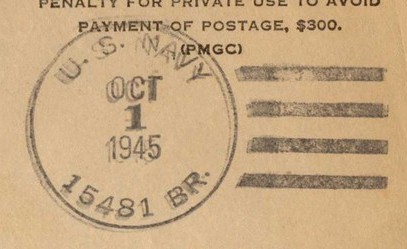 PENALTY FOR PRIVATE USE TO AVOID
PAYMENT OF POSTAGE, $300.
(PMGC)
U. S. NAVY
OCT
1
1945
15481 BR.